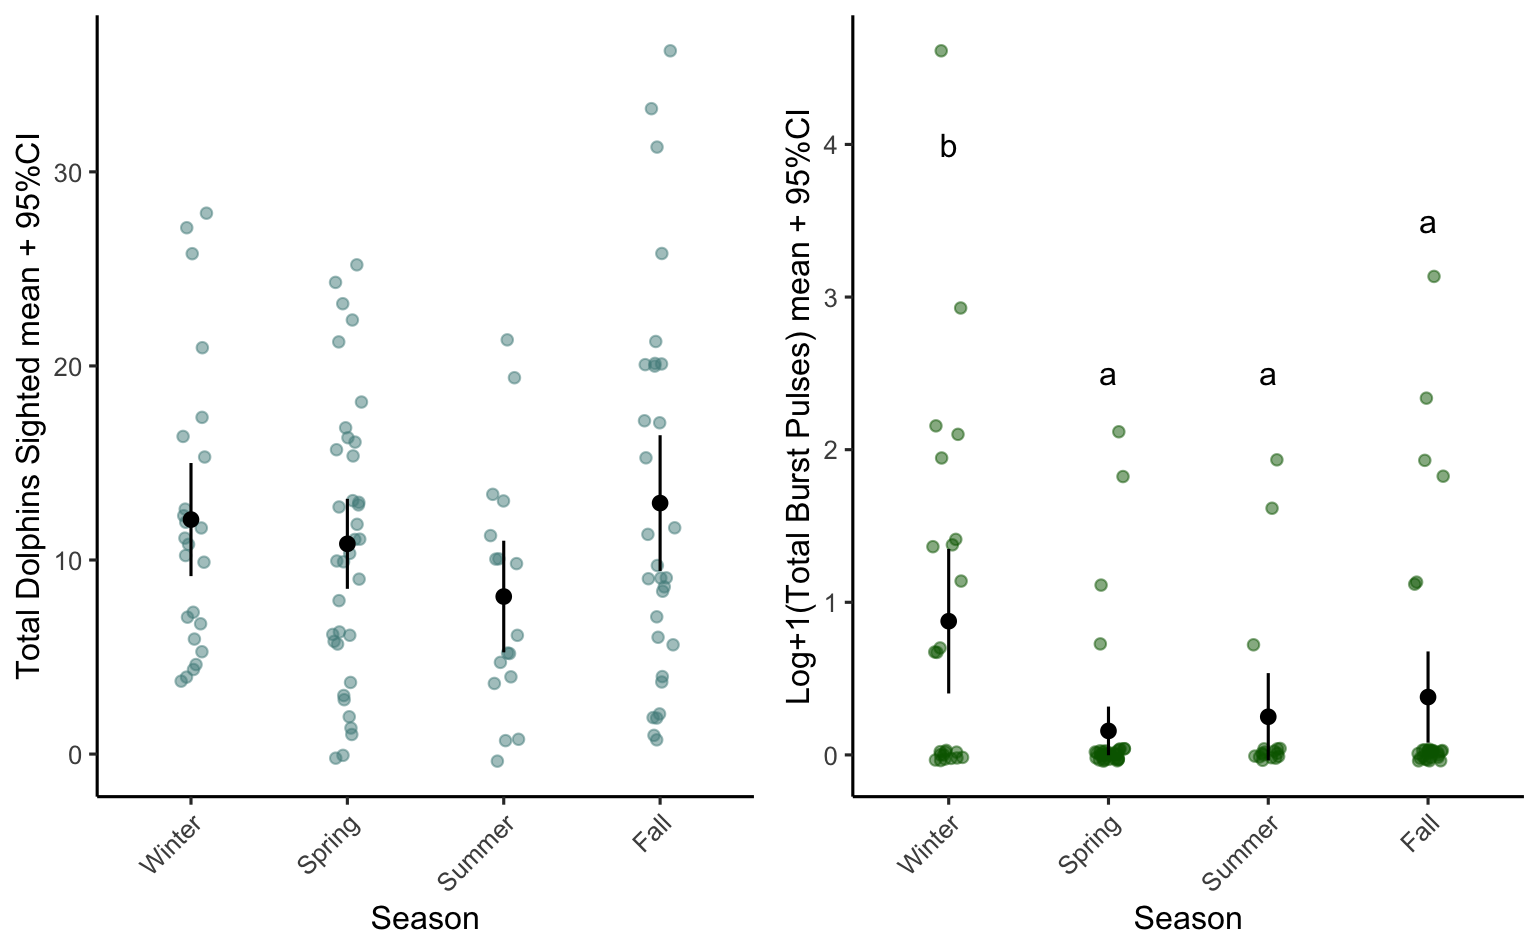 Total Dolphins Sighted mean + 95%CI
30
20
10
0
Winter
Spring
Summer
Fall
Season
Log+1(Total Burst Pulses) mean + 95%CI
4
3
2
1
0
b
a
a
a
Winter
Spring
Summer
Fall
Season